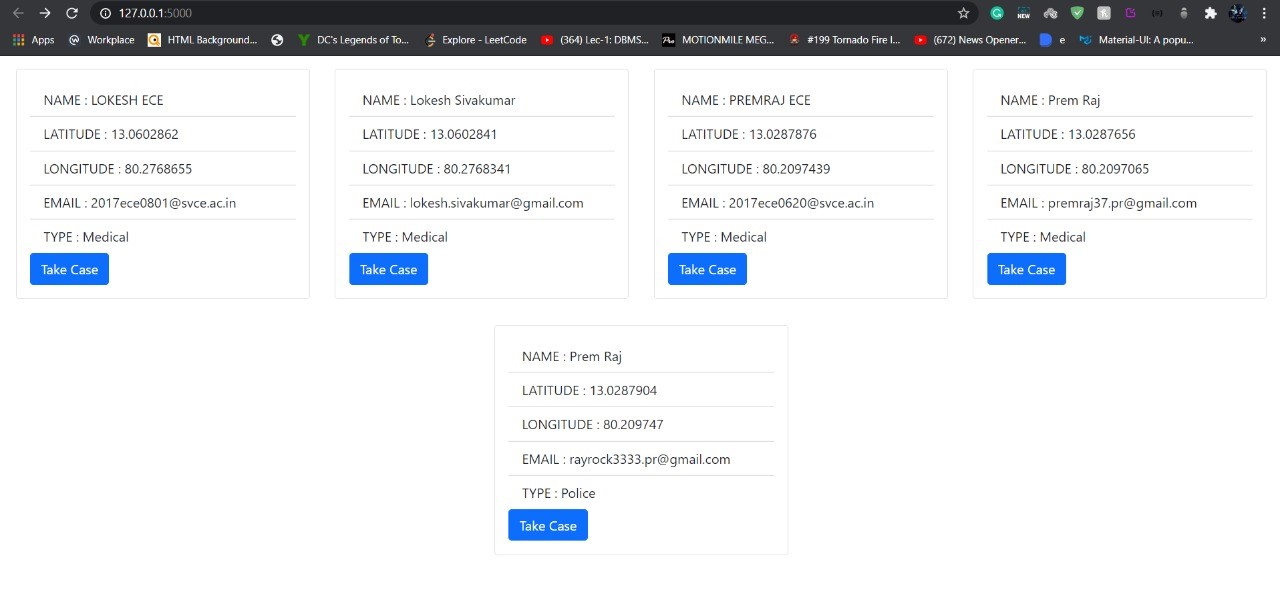 127.0.0.1:5000
Apps Workplace HTML Background... DC's Legends of To... Explore - LeetCode (364) Lec-1: DBMS... MOTIONMILE MEG... #199 Tornado Fire I... (672) News Opener... e Material-UI: A popu... »
NAME : LOKESH ECE
LATITUDE : 13.0602862
LONGITUDE : 80.2768655
EMAIL : 2017ece0801@svce.ac.in
TYPE : Medical
Take Case
NAME : Lokesh Sivakumar
LATITUDE : 13.0602841
LONGITUDE : 80.2768341
EMAIL : lokesh.sivakumar@gmail.com
TYPE : Medical
Take Case
NAME : PREMRAJ ECE
LATITUDE : 13.0287876
LONGITUDE : 80.2097439
EMAIL : 2017ece0620@svce.ac.in
TYPE : Medical
Take Case
NAME : Prem Raj
LATITUDE : 13.0287656
LONGITUDE : 80.2097065
EMAIL : premraj37.pr@gmail.com
TYPE : Medical
Take Case
NAME : Prem Raj
LATITUDE : 13.0287904
LONGITUDE : 80.209747
EMAIL : rayrock3333.pr@gmail.com
TYPE : Police
Take Case